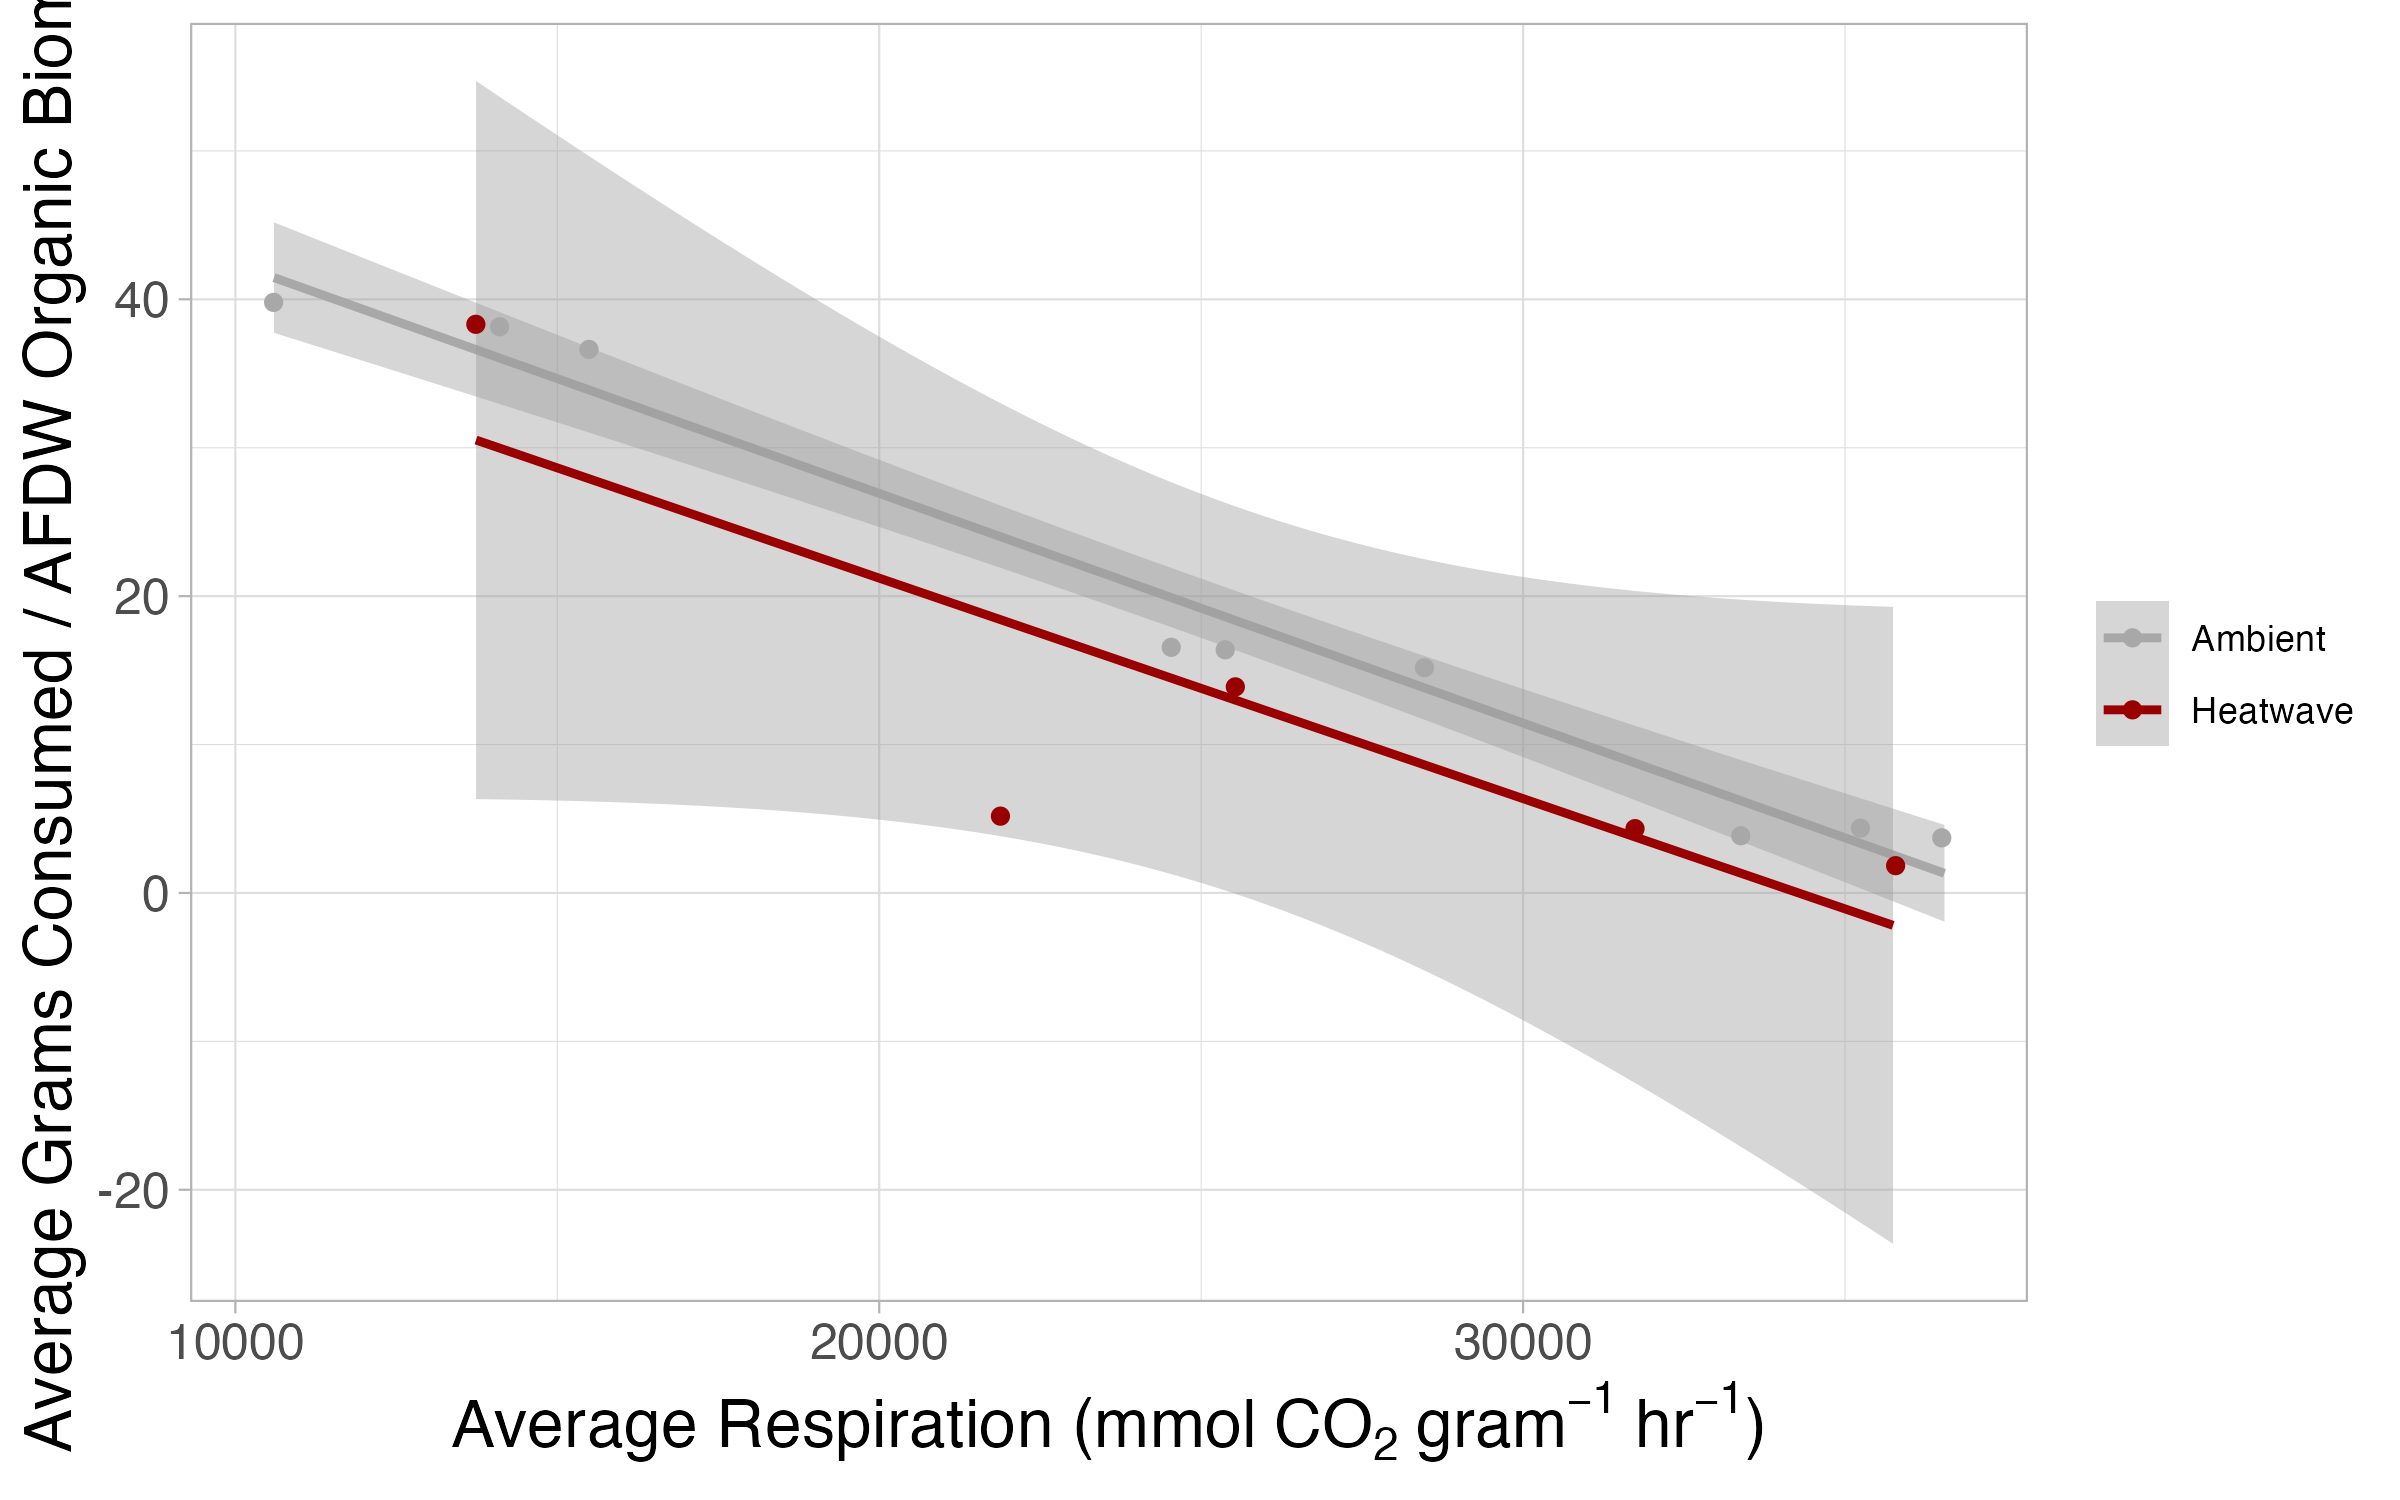 Average Grams Consumed / AFDW Organic Biom
40
20
0
-20
10000
20000
30000
Average Respiration (mmol CO₂ gram⁻¹ hr⁻¹)
Ambient
Heatwave